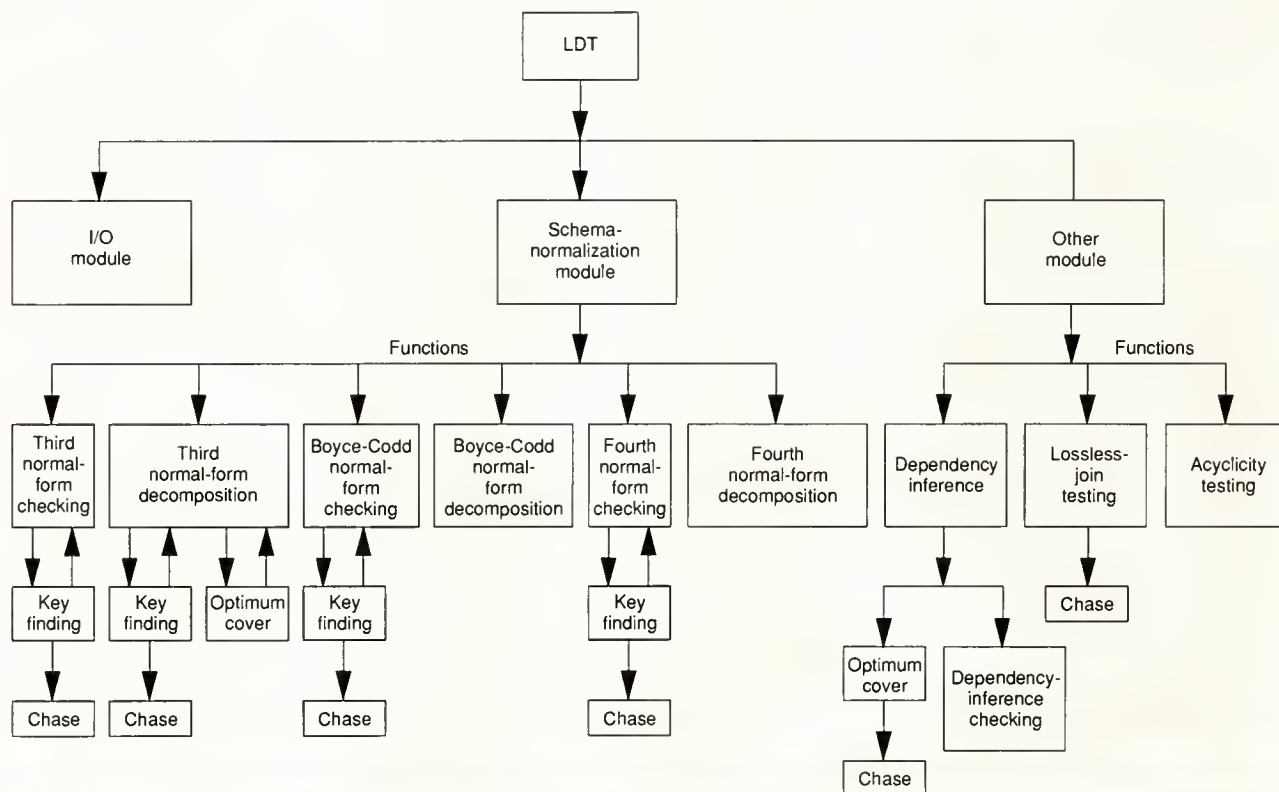 LDT
I/O
module
Schema-
normalization
module
Other
module
Functions
Functions
Third
normal-
form
checking
Third
normal-form
decomposition
Boyce-Codd
normal-
form
checking
Boyce-Codd
normal-
form
decomposition
Fourth
normal-
form
checking
Fourth
normal-form
decomposition
Dependency
inference
Lossless-
join
testing
Acyclicity
testing
Key
finding
Key
finding
Optimum
cover
Key
finding
Key
finding
Chase
Optimum
cover
Dependency-
inference
checking
Chase
Chase
Chase
Chase
Chase